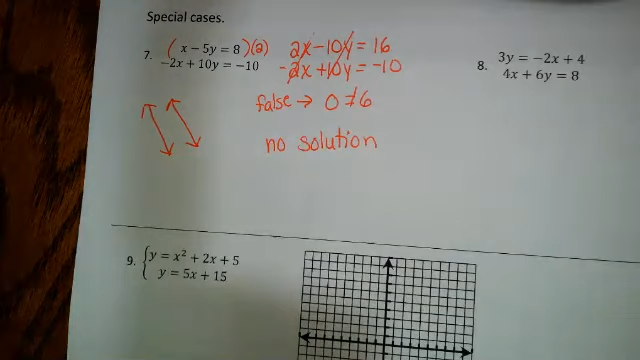 Special cases.
7. ( x − 5y = 8 )(2)
−2x + 10y = −10
2x − 10y = 16
−2x + 10y = −10
false → 0 ≠ 6
no solution
8. 3y = −2x + 4
4x + 6y = 8
9. { y = x² + 2x + 5
y = 5x + 15